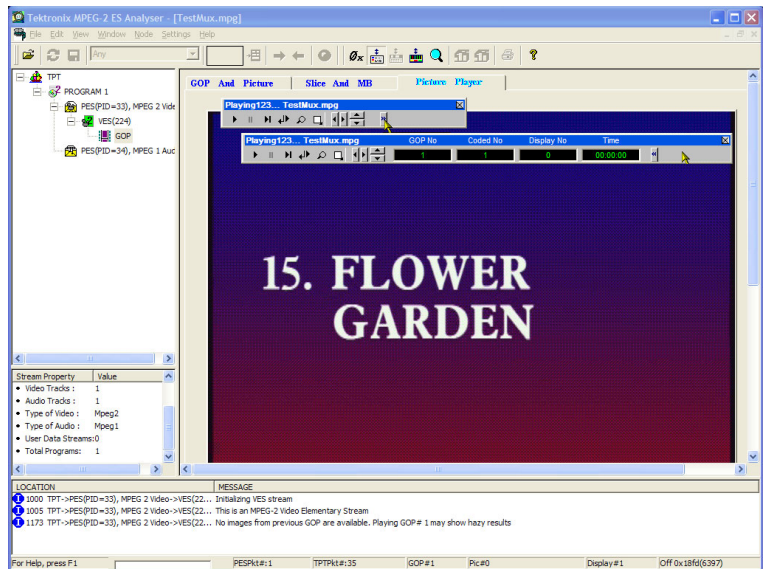 Tektronix MPEG-2 ES Analyser - [TestMux.mpg]
File Edit View Window Node Settings Help
Any
TPT
PROGRAM 1
PES(PID=33), MPEG 2 Vide
VES(224)
GOP
PES(PID=34), MPEG 1 Auc
GOP And Picture Slice And MB Picture Player
Playing123... TestMux.mpg
Playing123... TestMux.mpg GOP No Coded No Display No Time
1 1 0 00:00:00
15. FLOWER
GARDEN
Stream Property Value
Video Tracks : 1
Audio Tracks : 1
Type of Video : Mpeg2
Type of Audio : Mpeg1
User Data Streams:0
Total Programs: 1
LOCATION MESSAGE
1000 TPT->PES(PID=33), MPEG 2 Video->VES(22... Initializing VES stream
1005 TPT->PES(PID=33), MPEG 2 Video->VES(22... This is an MPEG-2 Video Elementary Stream
1173 TPT->PES(PID=33), MPEG 2 Video->VES(22... No images from previous GOP are available. Playing GOP# 1 may show hazy results
For Help, press F1 PESPkt#:1 TPTPkt#:35 GOP#1 Pic#0 Display#1 Off 0x18fd(6397)